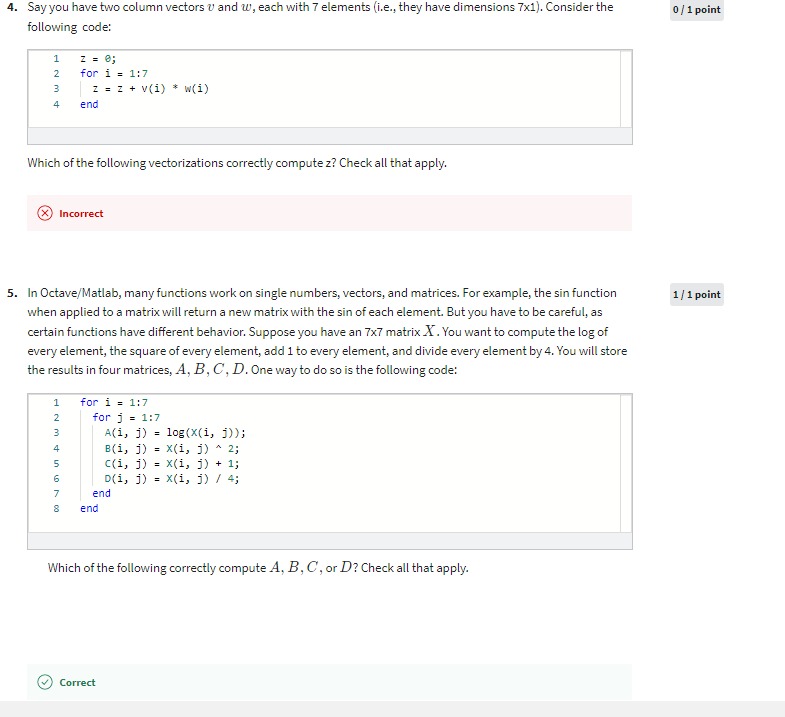 4. Say you have two column vectors v and w, each with 7 elements (i.e., they have dimensions 7x1). Consider the
0 / 1 point
following code:
1 z = 0;
2 for i = 1:7
3 z = z + v(i) * w(i)
4 end
Which of the following vectorizations correctly compute z? Check all that apply.
Incorrect
5. In Octave/Matlab, many functions work on single numbers, vectors, and matrices. For example, the sin function
1 / 1 point
when applied to a matrix will return a new matrix with the sin of each element. But you have to be careful, as
certain functions have different behavior. Suppose you have an 7x7 matrix X. You want to compute the log of
every element, the square of every element, add 1 to every element, and divide every element by 4. You will store
the results in four matrices, A, B, C, D. One way to do so is the following code:
1 for i = 1:7
2 for j = 1:7
3 A(i, j) = log(X(i, j));
4 B(i, j) = X(i, j) ^ 2;
5 C(i, j) = X(i, j) + 1;
6 D(i, j) = X(i, j) / 4;
7 end
8 end
Which of the following correctly compute A, B, C, or D? Check all that apply.
Correct